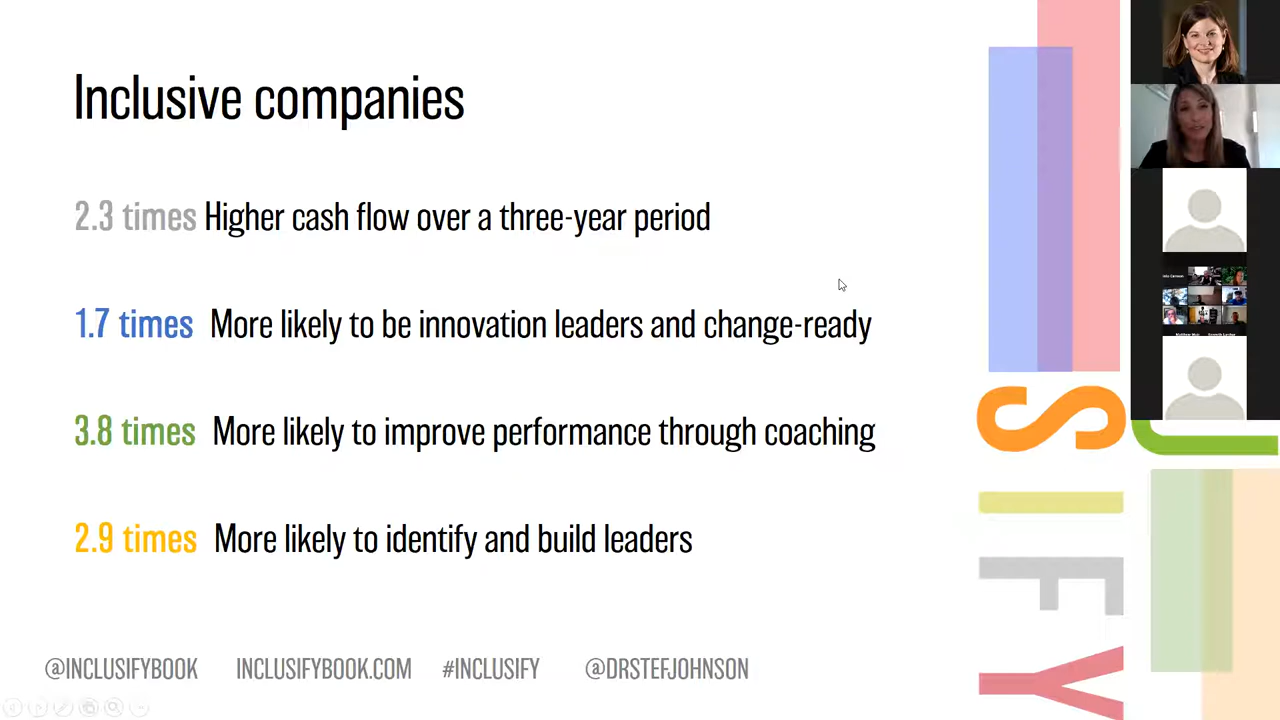 Inclusive companies
2.3 times Higher cash flow over a three-year period
1.7 times More likely to be innovation leaders and change-ready
3.8 times More likely to improve performance through coaching
2.9 times More likely to identify and build leaders
@INCLUSIFYBOOK INCLUSIFYBOOK.COM #INCLUSIFY @DRSTEFJOHNSON
SIFY